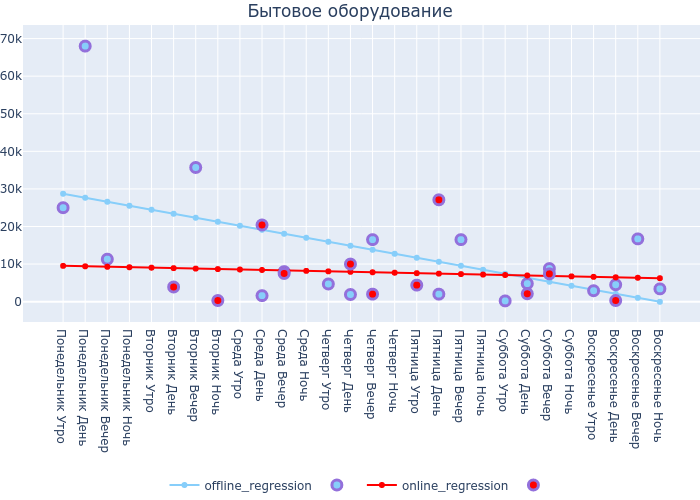 Бытовое оборудование
70k
60k
50k
40k
30k
20k
10k
0
Понедельник Утро
Понедельник День
Понедельник Вечер
Понедельник Ночь
Вторник Утро
Вторник День
Вторник Вечер
Вторник Ночь
Среда Утро
Среда День
Среда Вечер
Среда Ночь
Четверг Утро
Четверг День
Четверг Вечер
Четверг Ночь
Пятница Утро
Пятница День
Пятница Вечер
Пятница Ночь
Суббота Утро
Суббота День
Суббота Вечер
Суббота Ночь
Воскресенье Утро
Воскресенье День
Воскресенье Вечер
Воскресенье Ночь
offline_regression
online_regression